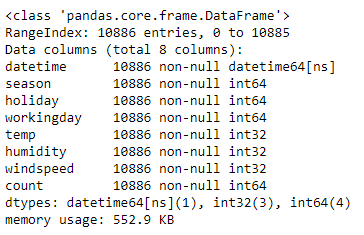 <class 'pandas.core.frame.DataFrame'>
RangeIndex: 10886 entries, 0 to 10885
Data columns (total 8 columns):
datetime      10886 non-null datetime64[ns]
season        10886 non-null int64
holiday       10886 non-null int64
workingday    10886 non-null int64
temp          10886 non-null int32
humidity      10886 non-null int32
windspeed     10886 non-null int32
count         10886 non-null int64
dtypes: datetime64[ns](1), int32(3), int64(4)
memory usage: 552.9 KB